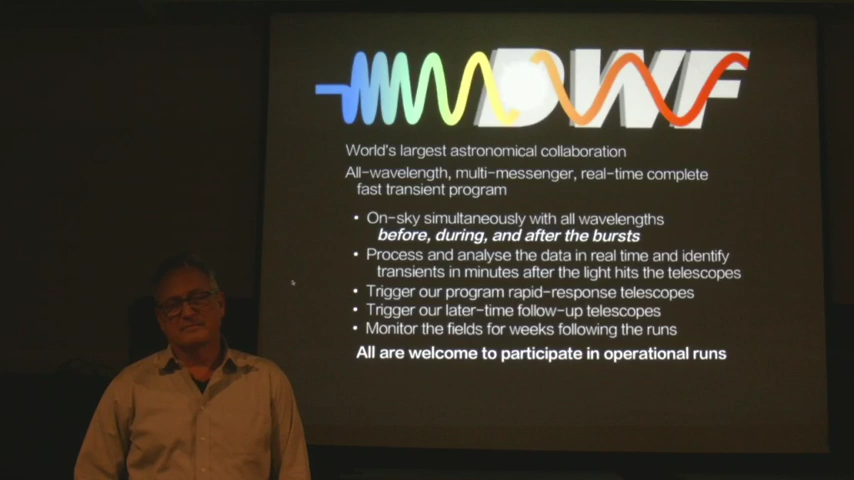 DWF
World's largest astronomical collaboration
All-wavelength, multi-messenger, real-time complete
fast transient program
• On-sky simultaneously with all wavelengths
before, during, and after the bursts
• Process and analyse the data in real time and identify
transients in minutes after the light hits the telescopes
• Trigger our program rapid-response telescopes
• Trigger our later-time follow-up telescopes
• Monitor the fields for weeks following the runs
All are welcome to participate in operational runs